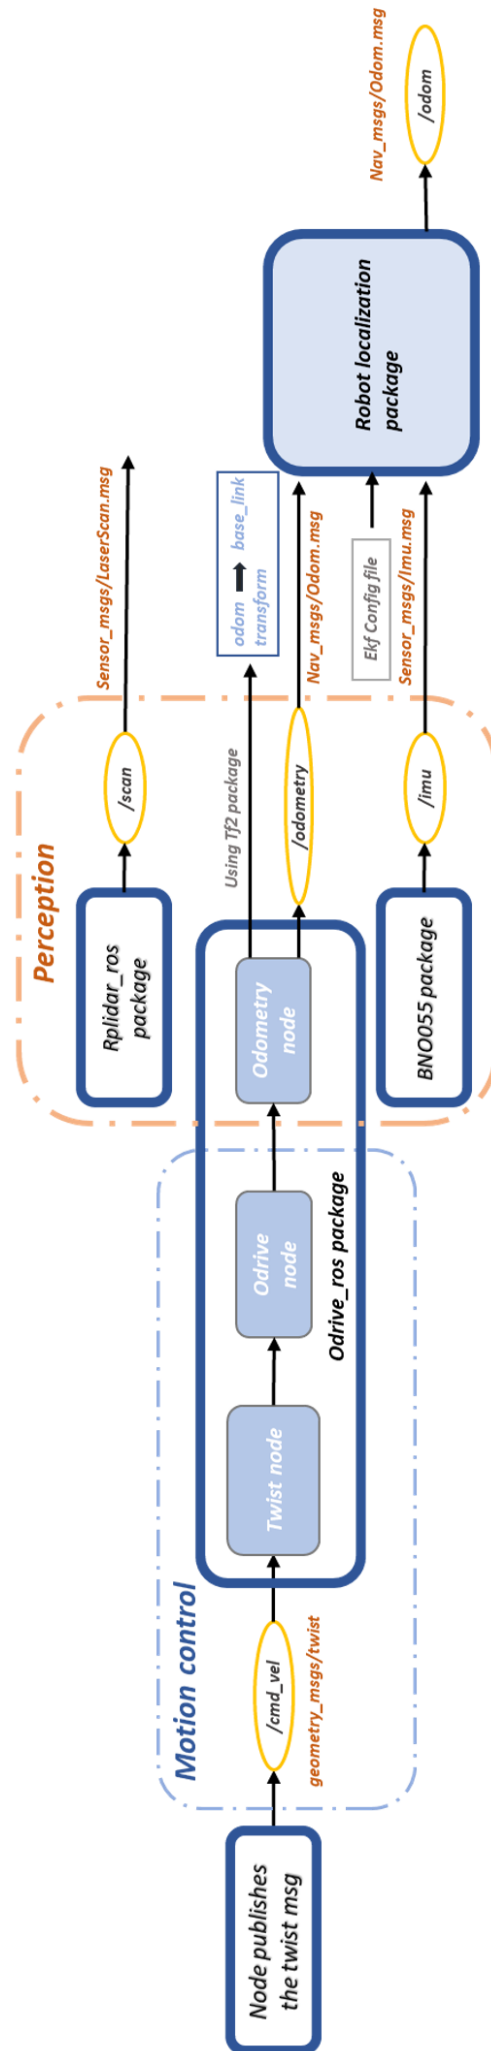 Node publishes
the twist msg
Motion control
/cmd_vel
geometry_msgs/twist
Twist node
Odrive
node
Odrive_ros package
Odometry
node
Perception
Rplidar_ros
package
/scan
Sensor_msgs/LaserScan.msg
Using Tf2 package
odom base_link
transform
/odometry
Nav_msgs/Odom.msg
BNO055 package
/imu
Sensor_msgs/Imu.msg
Ekf Config file
Robot localization
package
Nav_msgs/Odom.msg
/odom